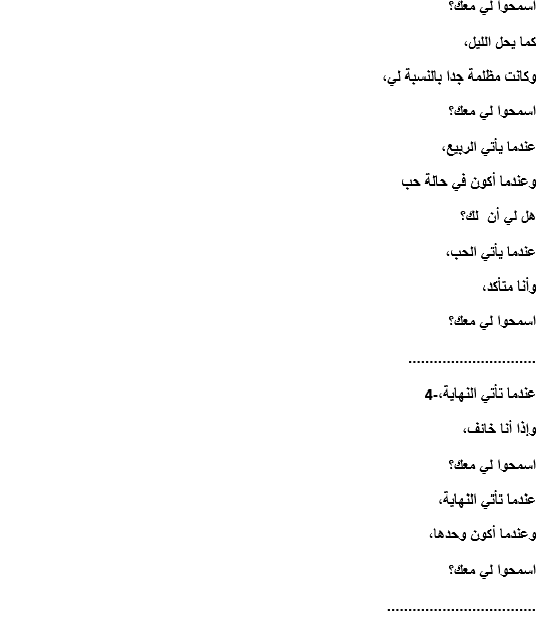 اسمحوا لي معك؟
كما يحل الليل،
وكانت مظلمة جدا بالنسبة لي،
اسمحوا لي معك؟
عندما يأتي الربيع،
وعندما أكون في حالة حب
هل لي أن  لك؟
عندما يأتي الحب،
وأنا متأكد،
اسمحوا لي معك؟
..............................
عندما تأتي النهاية،-4
وإذا أنا خائف،
اسمحوا لي معك؟
عندما تأتي النهاية،
وعندما أكون وحدها،
اسمحوا لي معك؟
...................................